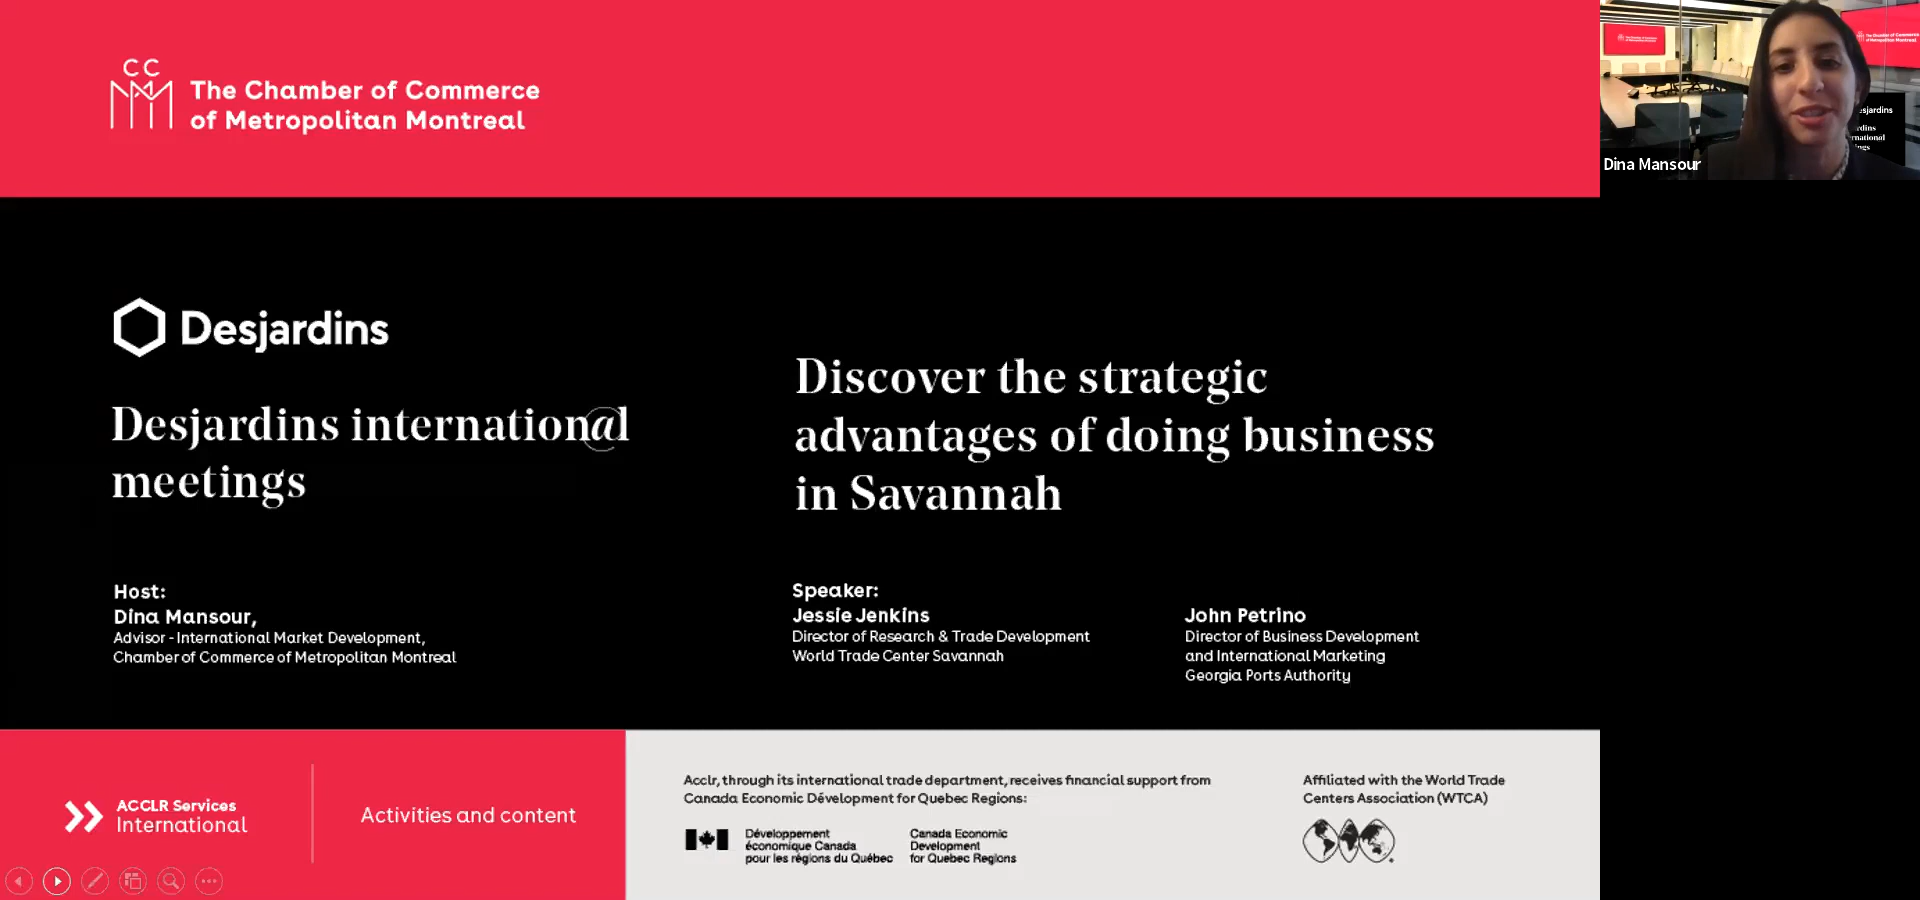 CC
MM
The Chamber of Commerce
of Metropolitan Montreal
Dina Mansour
Desjardins
Desjardins internation@l
meetings
Discover the strategic
advantages of doing business
in Savannah
Host:
Dina Mansour,
Advisor - International Market Development,
Chamber of Commerce of Metropolitan Montreal
Speaker:
Jessie Jenkins
Director of Research & Trade Development
World Trade Center Savannah
John Petrino
Director of Business Development
and International Marketing
Georgia Ports Authority
ACCLR Services
International
Activities and content
Acclr, through its international trade department, receives financial support from
Canada Economic Dévelopment for Quebec Regions:
Développement
économique Canada
pour les régions du Québec
Canada Economic
Development
for Quebec Regions
Affiliated with the World Trade
Centers Association (WTCA)